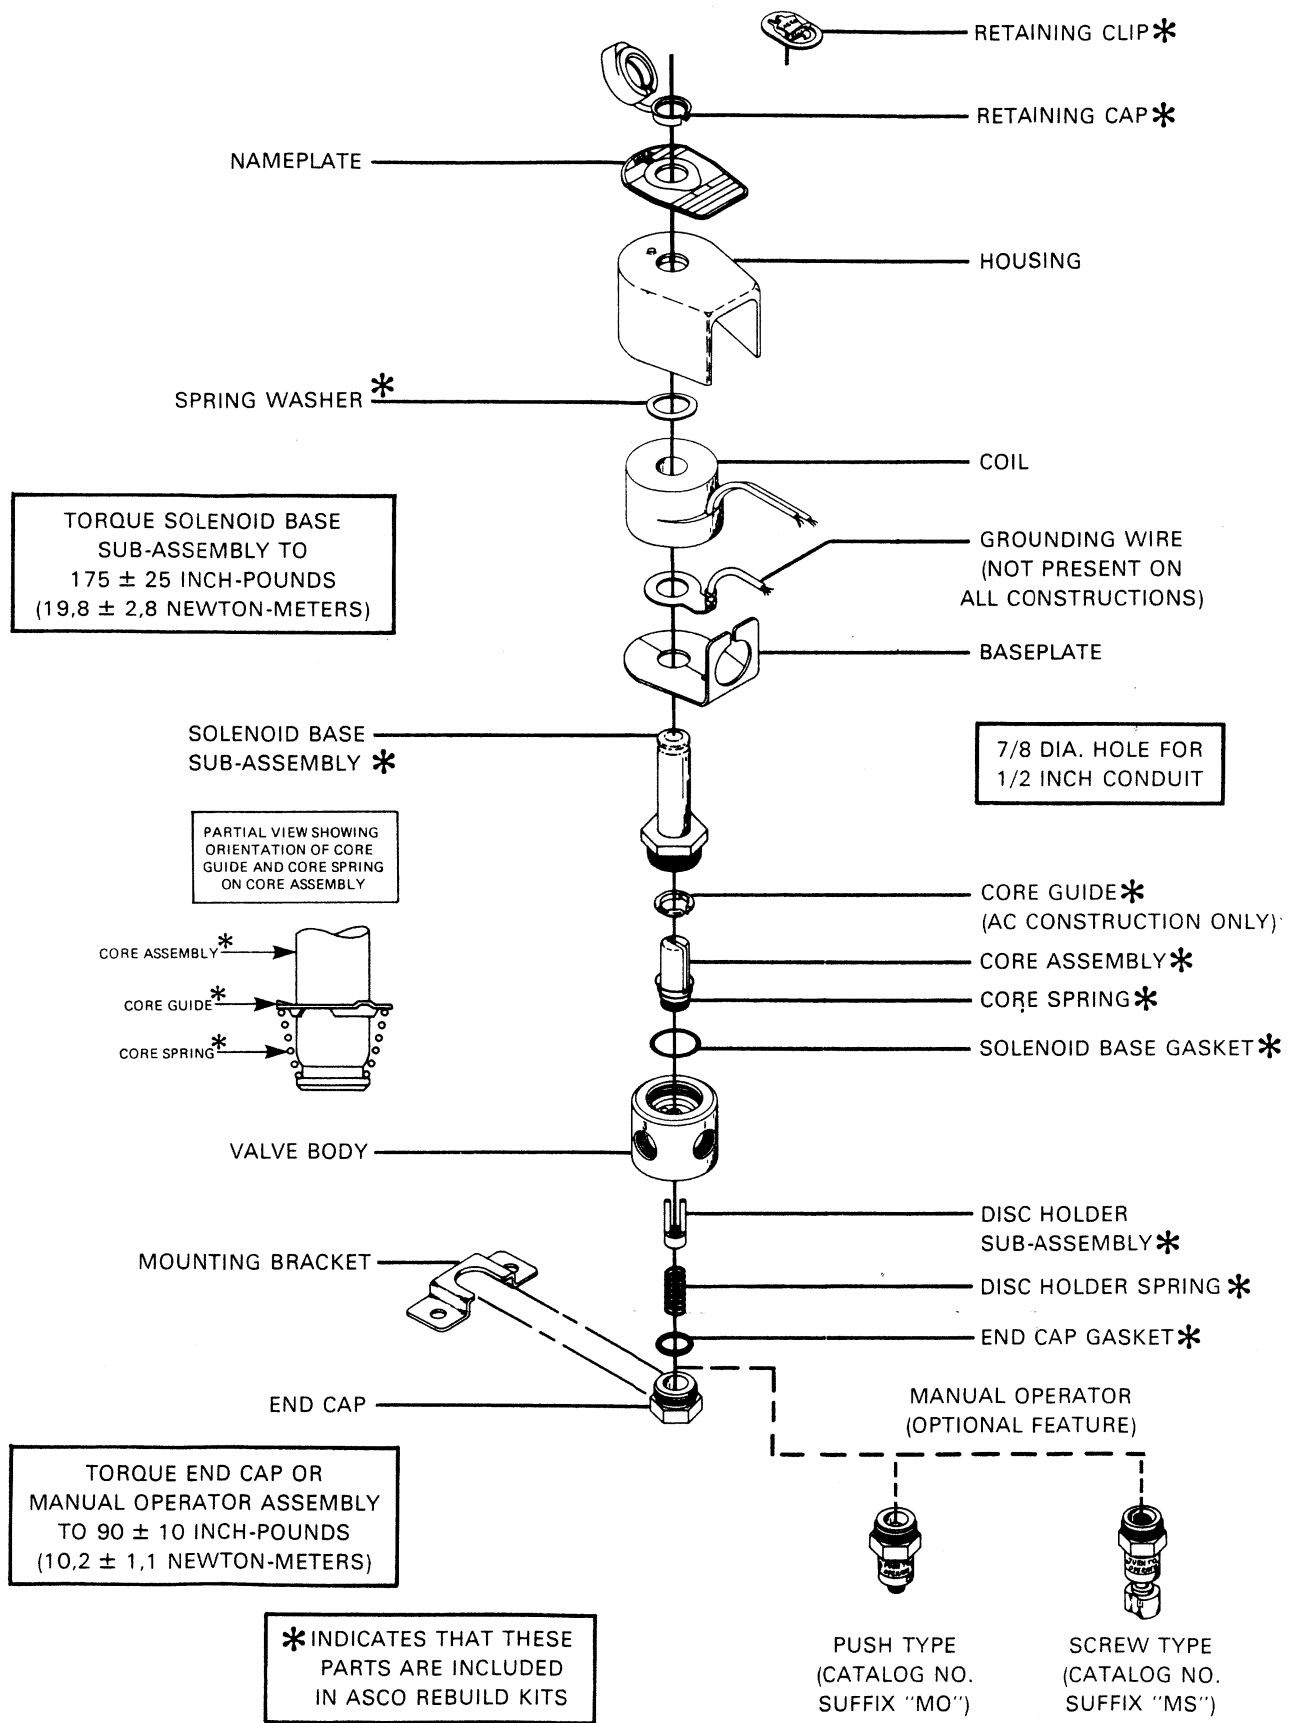 RETAINING CLIP*
RETAINING CAP*
NAMEPLATE
HOUSING
SPRING WASHER*
COIL
TORQUE SOLENOID BASE
SUB-ASSEMBLY TO
175 ± 25 INCH-POUNDS
(19,8 ± 2,8 NEWTON-METERS)
GROUNDING WIRE
(NOT PRESENT ON
ALL CONSTRUCTIONS)
BASEPLATE
SOLENOID BASE
SUB-ASSEMBLY *
7/8 DIA. HOLE FOR
1/2 INCH CONDUIT
PARTIAL VIEW SHOWING
ORIENTATION OF CORE
GUIDE AND CORE SPRING
ON CORE ASSEMBLY
CORE GUIDE*
(AC CONSTRUCTION ONLY)
CORE ASSEMBLY*
CORE ASSEMBLY*
CORE GUIDE*
CORE SPRING*
CORE SPRING*
SOLENOID BASE GASKET*
VALVE BODY
DISC HOLDER
SUB-ASSEMBLY*
MOUNTING BRACKET
DISC HOLDER SPRING*
END CAP GASKET*
END CAP
MANUAL OPERATOR
(OPTIONAL FEATURE)
TORQUE END CAP OR
MANUAL OPERATOR ASSEMBLY
TO 90 ± 10 INCH-POUNDS
(10,2 ± 1,1 NEWTON-METERS)
PUSH TO
OPERATE
TURN TO
OPERATE
* INDICATES THAT THESE
PARTS ARE INCLUDED
IN ASCO REBUILD KITS
PUSH TYPE
(CATALOG NO.
SUFFIX "MO")
SCREW TYPE
(CATALOG NO.
SUFFIX "MS")